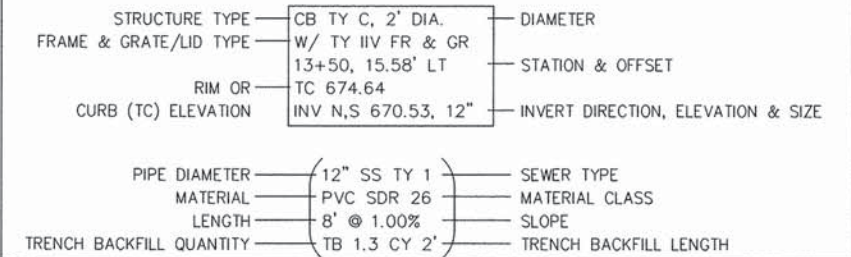 STRUCTURE TYPE CB TY C, 2' DIA. DIAMETER
FRAME & GRATE/LID TYPE W/ TY IIV FR & GR
13+50, 15.58' LT STATION & OFFSET
RIM OR TC 674.64
CURB (TC) ELEVATION INV N,S 670.53, 12" INVERT DIRECTION, ELEVATION & SIZE
PIPE DIAMETER 12" SS TY 1 SEWER TYPE
MATERIAL PVC SDR 26 MATERIAL CLASS
LENGTH 8' @ 1.00% SLOPE
TRENCH BACKFILL QUANTITY TB 1.3 CY 2' TRENCH BACKFILL LENGTH